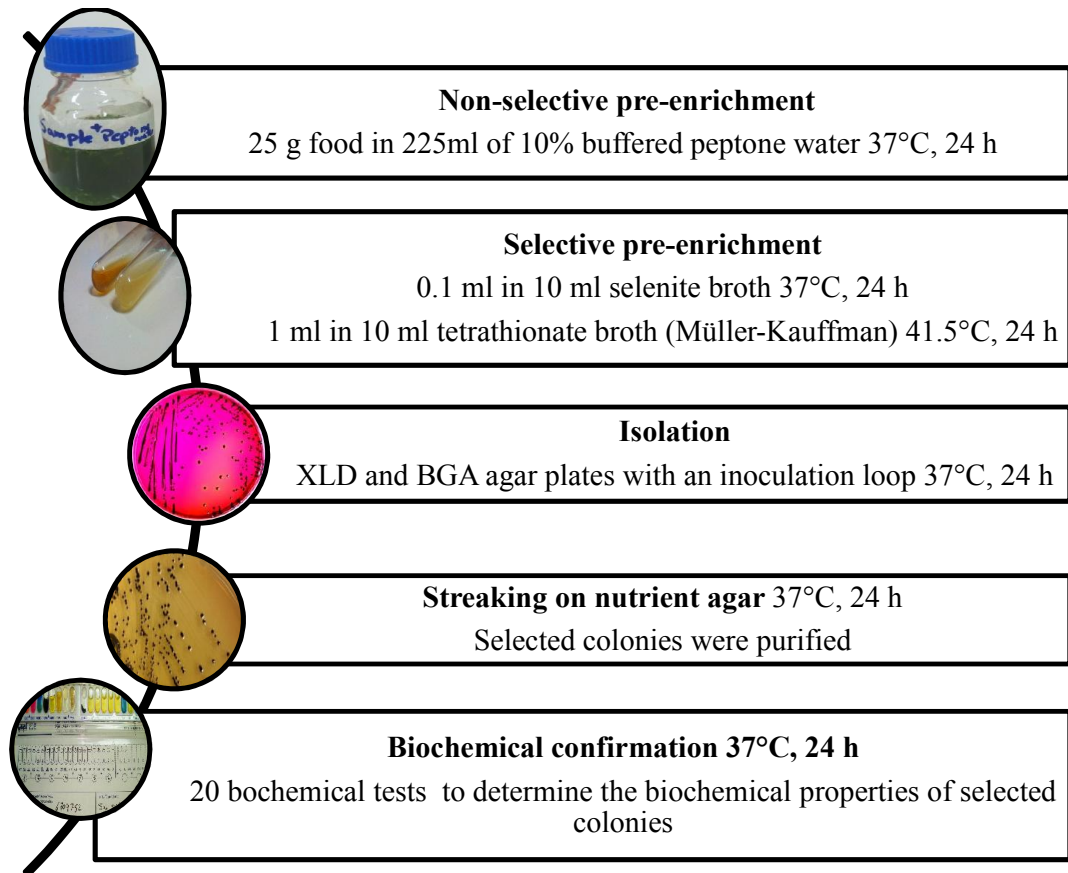 Sample + Peptone
Non-selective pre-enrichment
25 g food in 225ml of 10% buffered peptone water 37°C, 24 h
Selective pre-enrichment
0.1 ml in 10 ml selenite broth 37°C, 24 h
1 ml in 10 ml tetrathionate broth (Müller-Kauffman) 41.5°C, 24 h
Isolation
XLD and BGA agar plates with an inoculation loop 37°C, 24 h
Streaking on nutrient agar 37°C, 24 h
Selected colonies were purified
Biochemical confirmation 37°C, 24 h
20 bochemical tests to determine the biochemical properties of selected
colonies